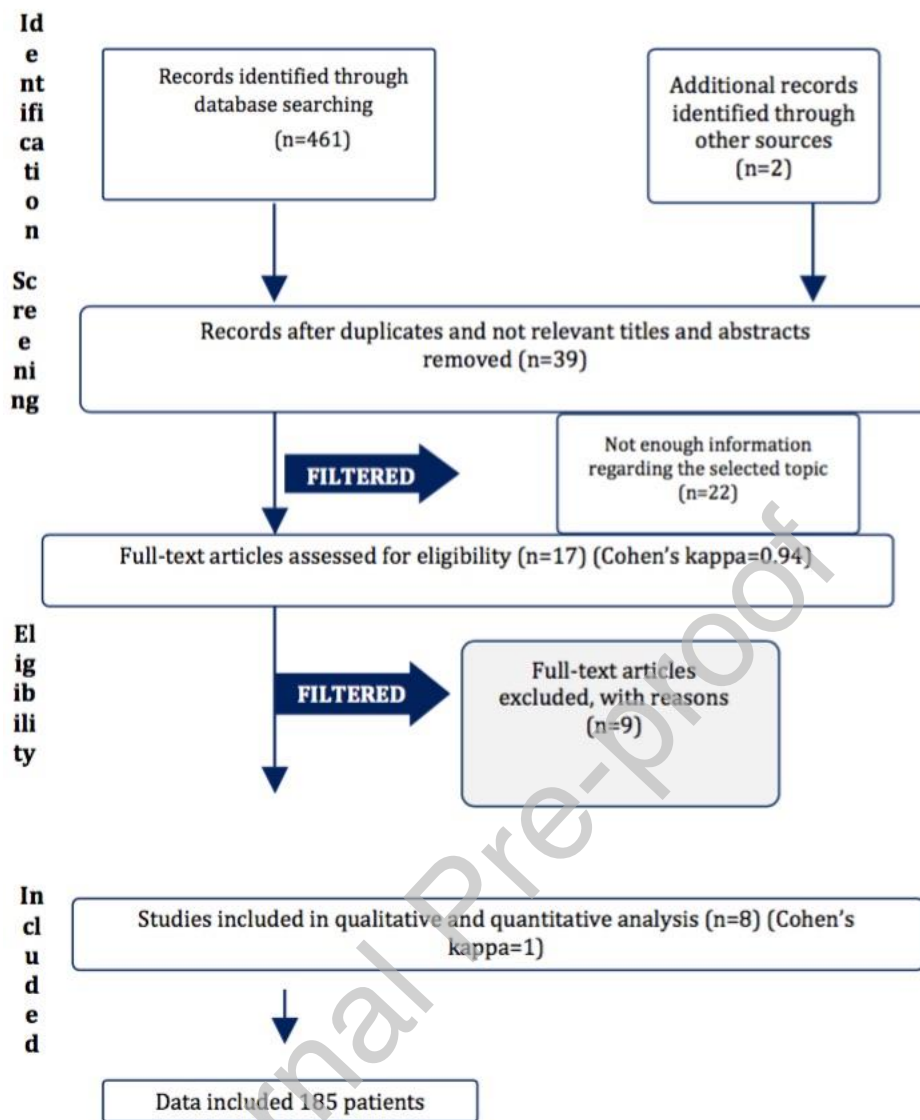 Id
e
nt
ifi
ca
ti
o
n
Records identified through
database searching
(n=461)
Additional records
identified through
other sources
(n=2)
Sc
re
e
ni
ng
Records after duplicates and not relevant titles and abstracts
removed (n=39)
FILTERED
Not enough information
regarding the selected topic
(n=22)
Full-text articles assessed for eligibility (n=17) (Cohen's kappa=0.94)
El
ig
ib
ili
ty
FILTERED
Full-text articles
excluded, with reasons
(n=9)
In
cl
u
d
e
d
Studies included in qualitative and quantitative analysis (n=8) (Cohen's
kappa=1)
Data included 185 patients
rnal Pre-proof